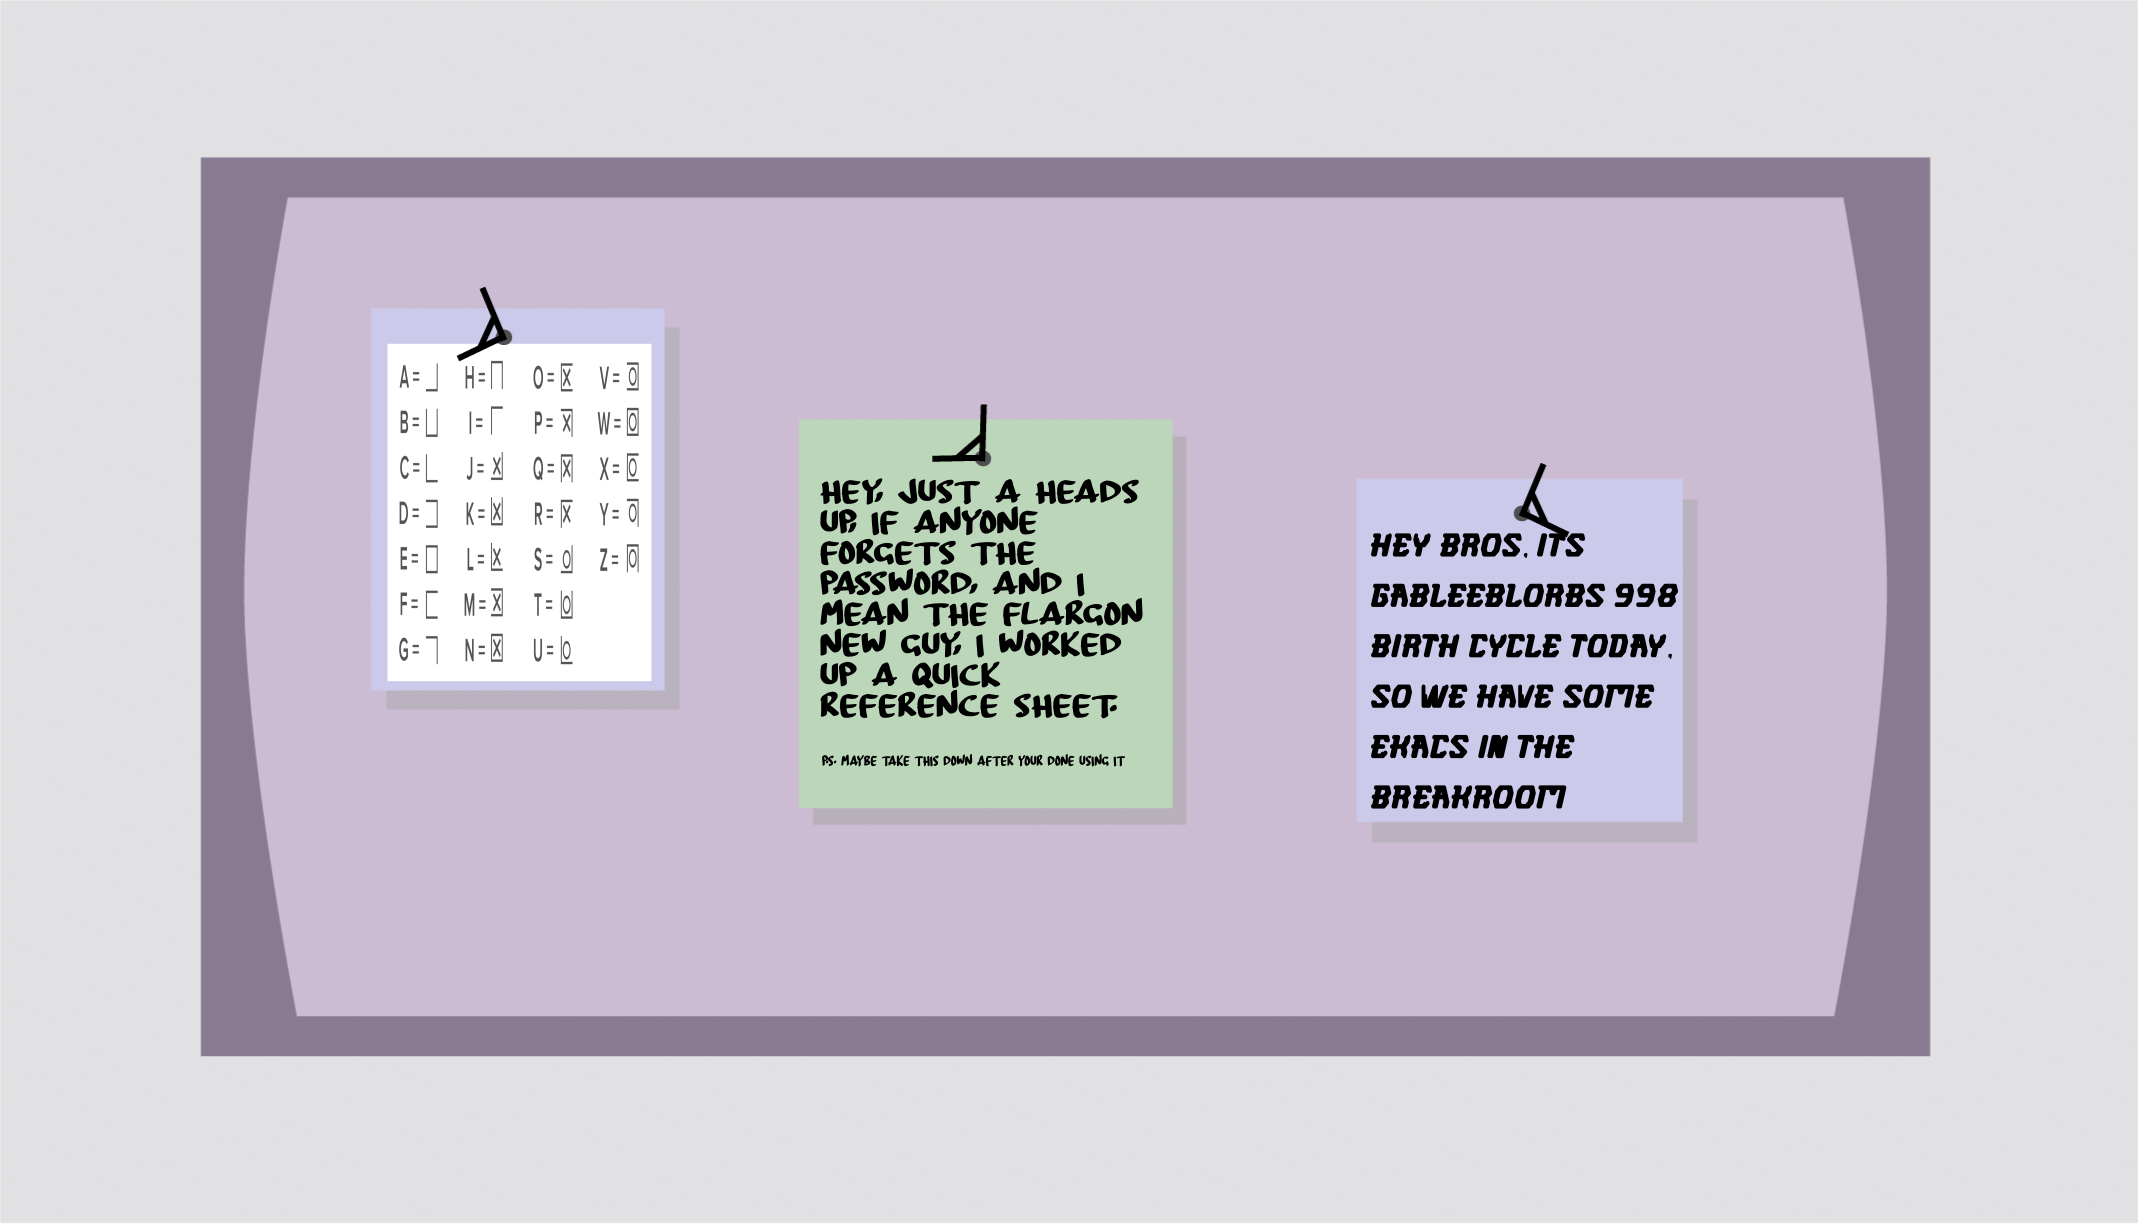 A= H= O= V=
B= I= P= W=
C= J= Q= X=
D= K= R= Y=
E= L= S= Z=
F= M= T=
G= N= U=
HEY, JUST A HEADS
UP, IF ANYONE
FORGETS THE
PASSWORD, AND I
MEAN THE FLARGON
NEW GUY, I WORKED
UP A QUICK
REFERENCE SHEET.
PS. MAYBE TAKE THIS DOWN AFTER YOUR DONE USING IT
HEY BROS, ITS
GABLEEBLORBS 998
BIRTH CYCLE TODAY,
SO WE HAVE SOME
EKACS IN THE
BREAKROOM